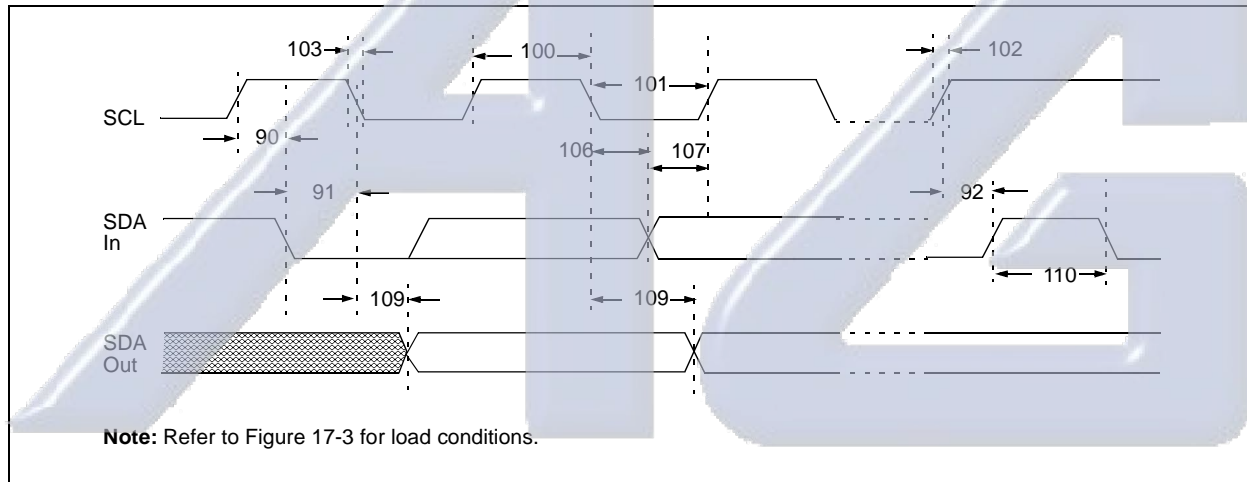 103
100
102
101
SCL
90
106
107
91
92
SDA
In
110
109
109
SDA
Out
Note: Refer to Figure 17-3 for load conditions.